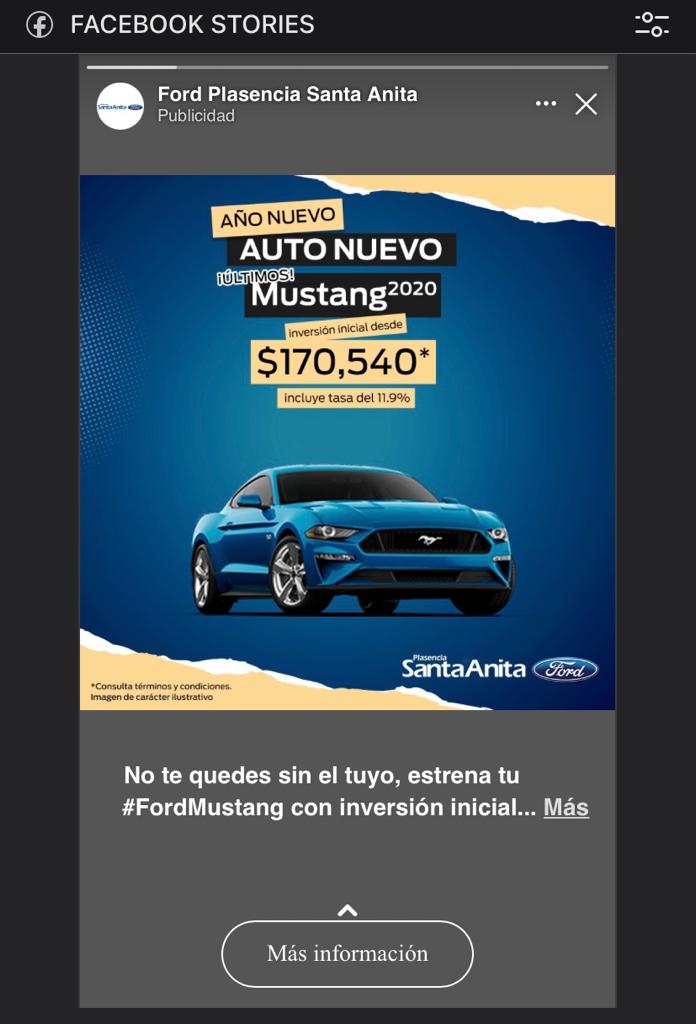 FACEBOOK STORIES
SantaAnita Ford
Ford Plasencia Santa Anita
Publicidad
AÑO NUEVO
AUTO NUEVO
¡ÚLTIMOS!
Mustang2020
inversión inicial desde
$170,540*
incluye tasa del 11.9%
Plasencia
SantaAnita Ford
*Consulta términos y condiciones.
Imagen de carácter ilustrativo
No te quedes sin el tuyo, estrena tu
#FordMustang con inversión inicial... Más
Más información